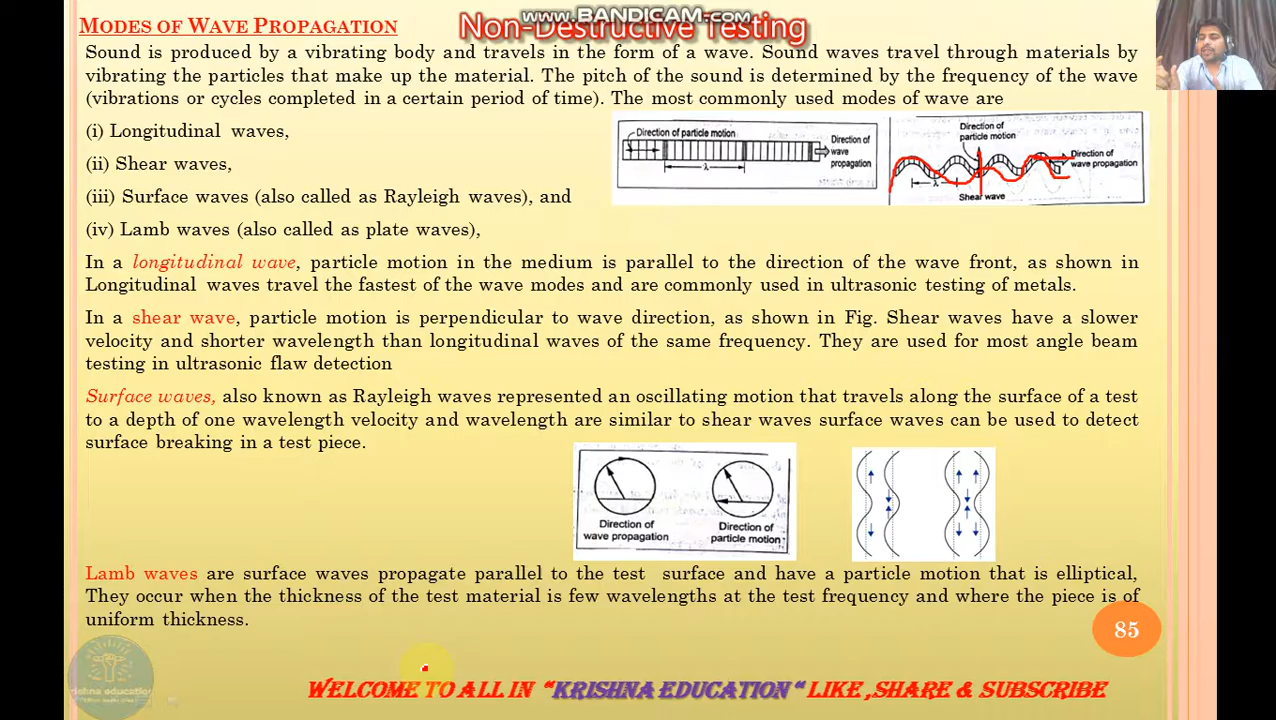 www.BANDICAM.com
MODES OF WAVE PROPAGATION
Non-Destructive Testing
Sound is produced by a vibrating body and travels in the form of a wave. Sound waves travel through materials by
vibrating the particles that make up the material. The pitch of the sound is determined by the frequency of the wave
(vibrations or cycles completed in a certain period of time). The most commonly used modes of wave are
(i) Longitudinal waves,
(ii) Shear waves,
(iii) Surface waves (also called as Rayleigh waves), and
(iv) Lamb waves (also called as plate waves),
Direction of particle motion
Direction of
wave
propagation
λ
Direction of
particle motion
Direction of
wave propagation
λ
Shear wave
In a longitudinal wave, particle motion in the medium is parallel to the direction of the wave front, as shown in
Longitudinal waves travel the fastest of the wave modes and are commonly used in ultrasonic testing of metals.
In a shear wave, particle motion is perpendicular to wave direction, as shown in Fig. Shear waves have a slower
velocity and shorter wavelength than longitudinal waves of the same frequency. They are used for most angle beam
testing in ultrasonic flaw detection
Surface waves, also known as Rayleigh waves represented an oscillating motion that travels along the surface of a test
to a depth of one wavelength velocity and wavelength are similar to shear waves surface waves can be used to detect
surface breaking in a test piece.
Direction of
wave propagation
Direction of
particle motion
Lamb waves are surface waves propagate parallel to the test surface and have a particle motion that is elliptical,
They occur when the thickness of the test material is few wavelengths at the test frequency and where the piece is of
uniform thickness.
85
WELCOME TO ALL IN “KRISHNA EDUCATION “ LIKE ,SHARE & SUBSCRIBE